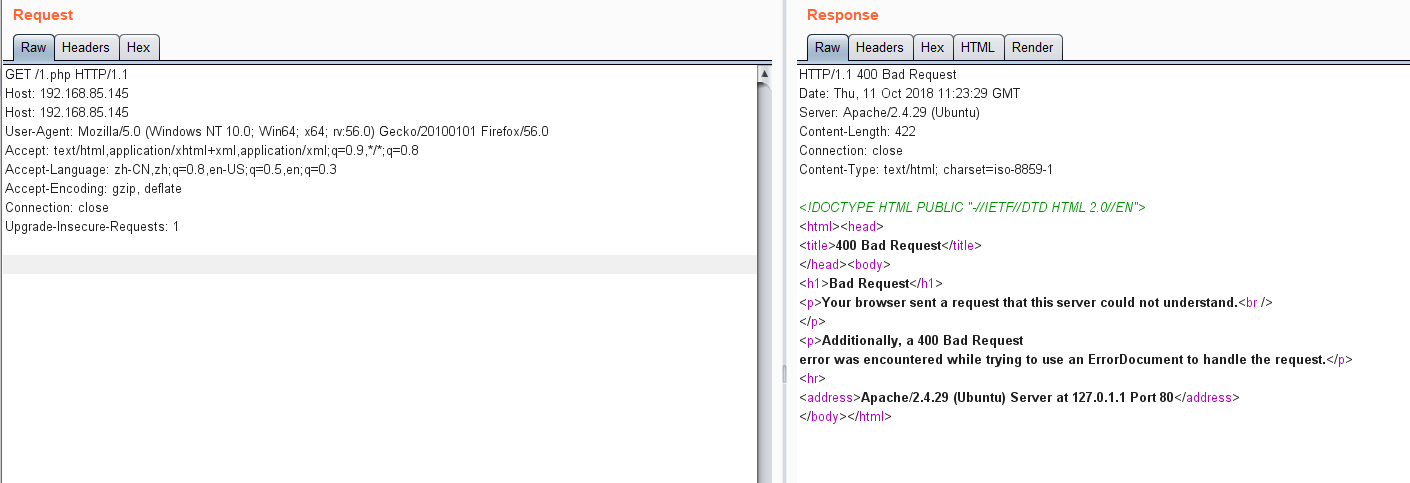 Request
Raw Headers Hex
GET /1.php HTTP/1.1
Host: 192.168.85.145
Host: 192.168.85.145
User-Agent: Mozilla/5.0 (Windows NT 10.0; Win64; x64; rv:56.0) Gecko/20100101 Firefox/56.0
Accept: text/html,application/xhtml+xml,application/xml;q=0.9,*/*;q=0.8
Accept-Language: zh-CN,zh;q=0.8,en-US;q=0.5,en;q=0.3
Accept-Encoding: gzip, deflate
Connection: close
Upgrade-Insecure-Requests: 1
Response
Raw Headers Hex HTML Render
HTTP/1.1 400 Bad Request
Date: Thu, 11 Oct 2018 11:23:29 GMT
Server: Apache/2.4.29 (Ubuntu)
Content-Length: 422
Connection: close
Content-Type: text/html; charset=iso-8859-1
<!DOCTYPE HTML PUBLIC "-//IETF//DTD HTML 2.0//EN">
<html><head>
<title>400 Bad Request</title>
</head><body>
<h1>Bad Request</h1>
<p>Your browser sent a request that this server could not understand.<br />
</p>
<p>Additionally, a 400 Bad Request
error was encountered while trying to use an ErrorDocument to handle the request.</p>
<hr>
<address>Apache/2.4.29 (Ubuntu) Server at 127.0.1.1 Port 80</address>
</body></html>